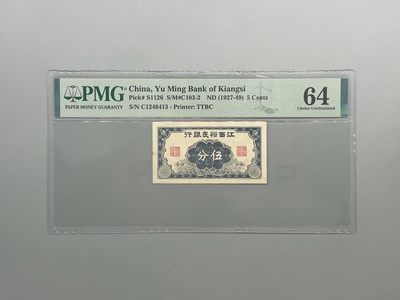 PMG
PAPER MONEY GUARANTY
China, Yu Ming Bank of Kiangsi
Pick# S1126 S/M#C103-2 ND (1927-49) 5 Cents
S/N C1246413 - Printer: TTBC
64
Choice Uncirculated
行銀民裕西江
分伍